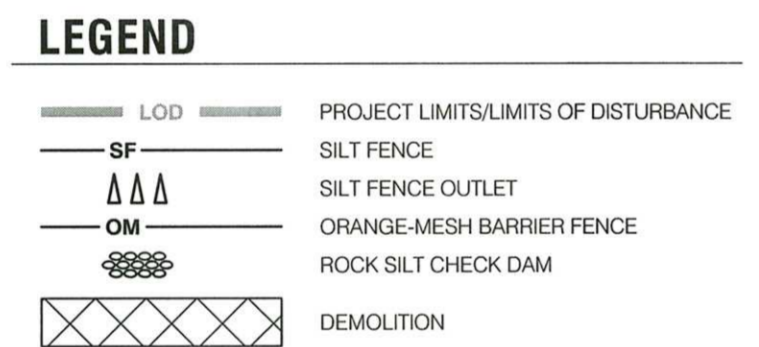 LEGEND
LOD PROJECT LIMITS/LIMITS OF DISTURBANCE
SF SILT FENCE
SILT FENCE OUTLET
OM ORANGE-MESH BARRIER FENCE
ROCK SILT CHECK DAM
DEMOLITION